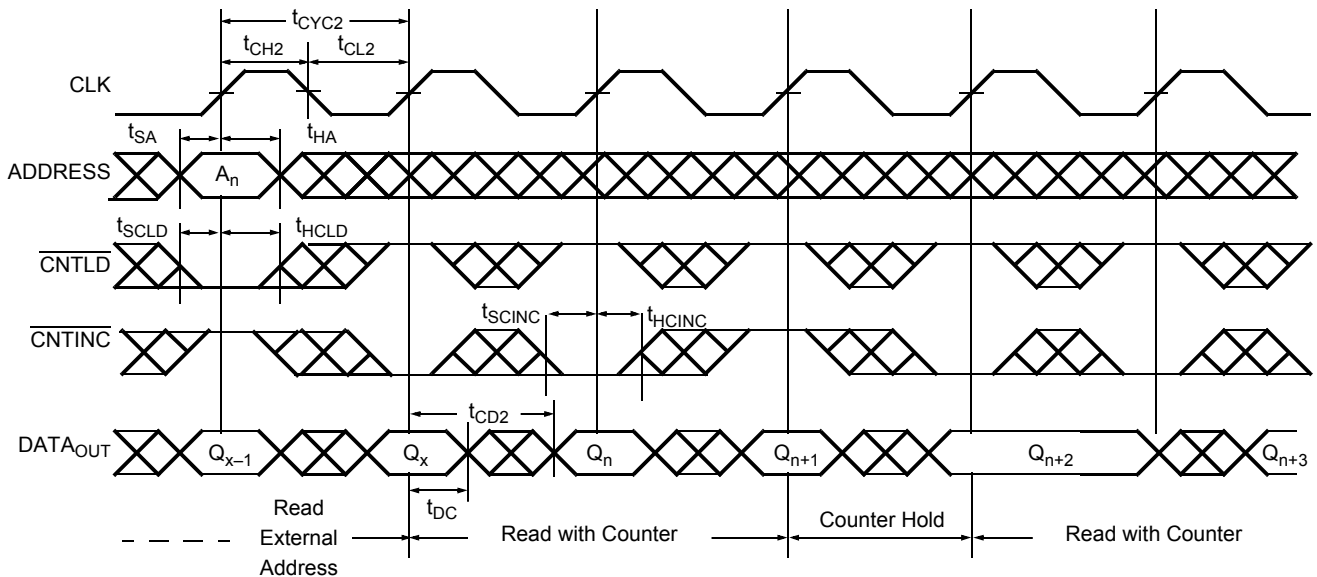 tCYC2
tCH2 tCL2
CLK
tSA tHA
ADDRESS An
tSCLD tHCLD
CNTLD
tSCINC tHCINC
CNTINC
tCD2
DATAOUT Qx–1 Qx Qn Qn+1 Qn+2 Qn+3
tDC
Read
External
Address
Read with Counter
Counter Hold
Read with Counter